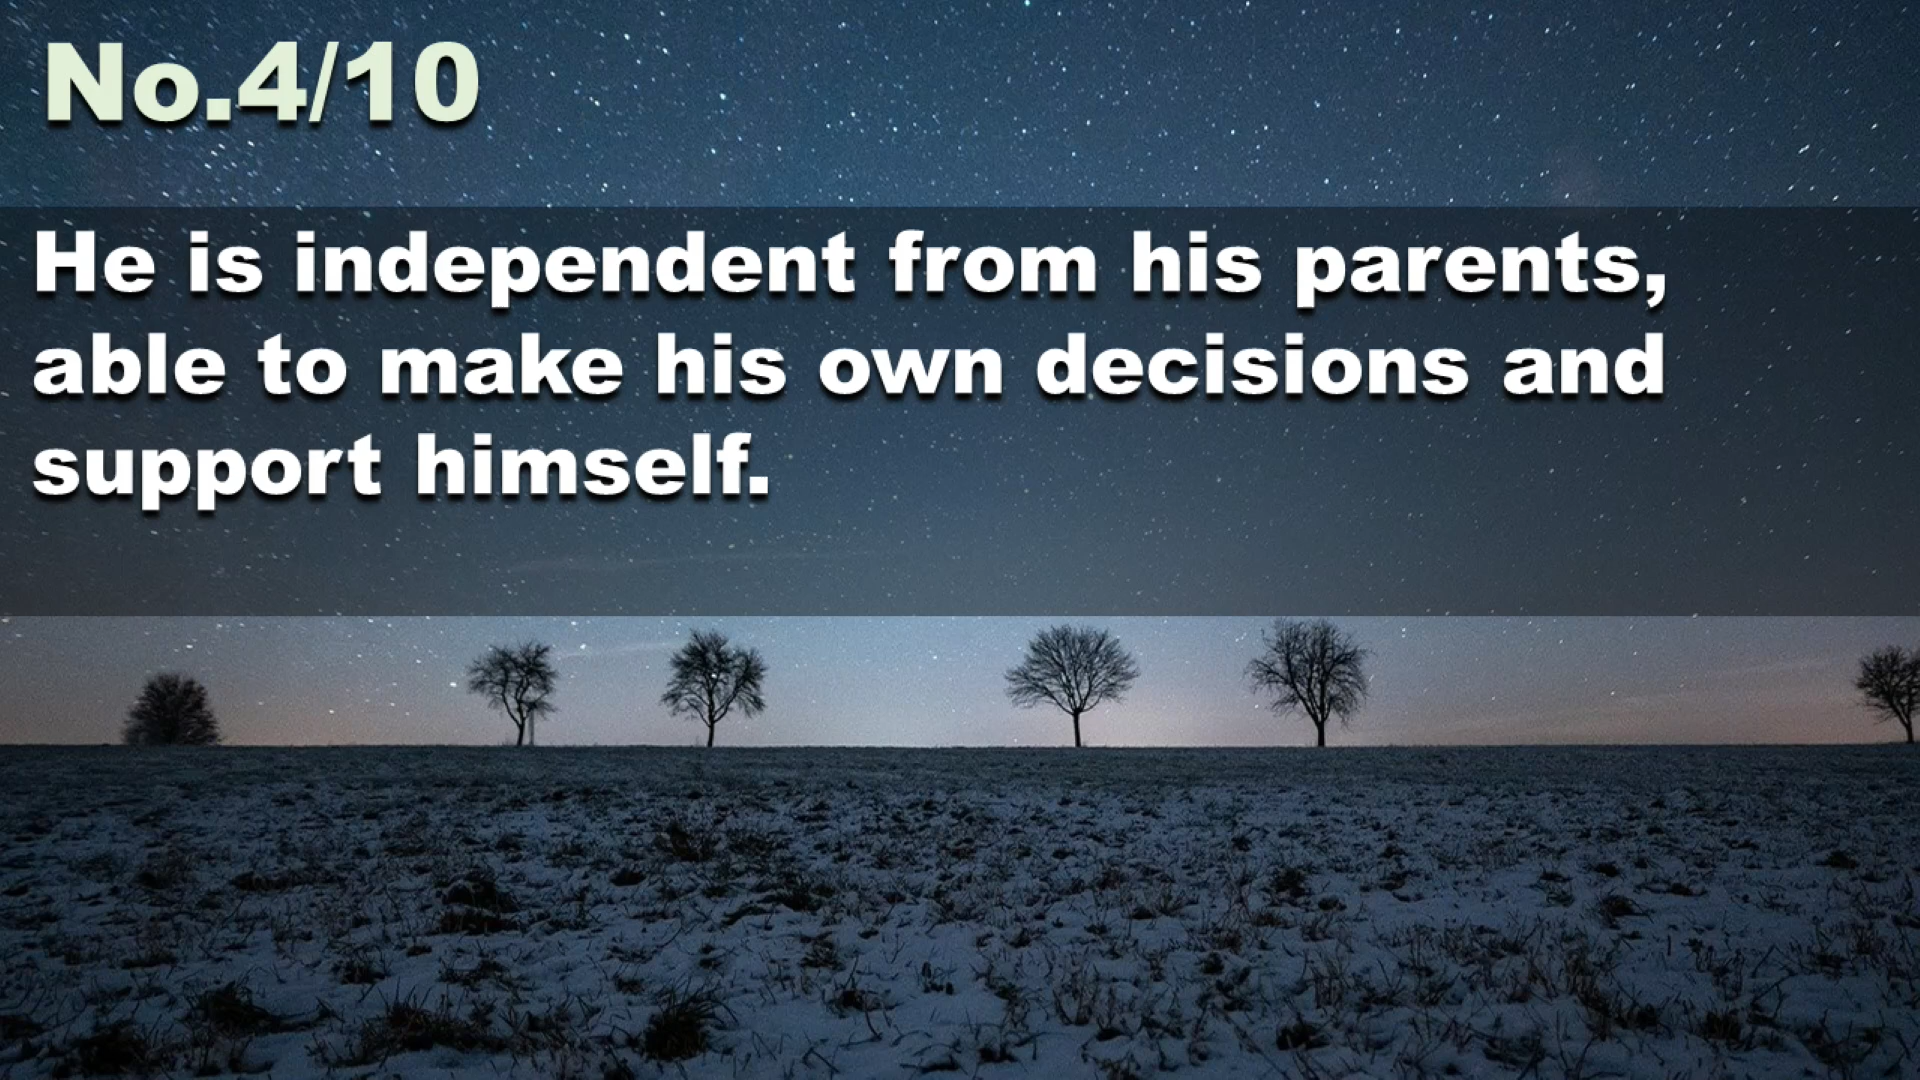 No.4/10
He is independent from his parents,
able to make his own decisions and
support himself.